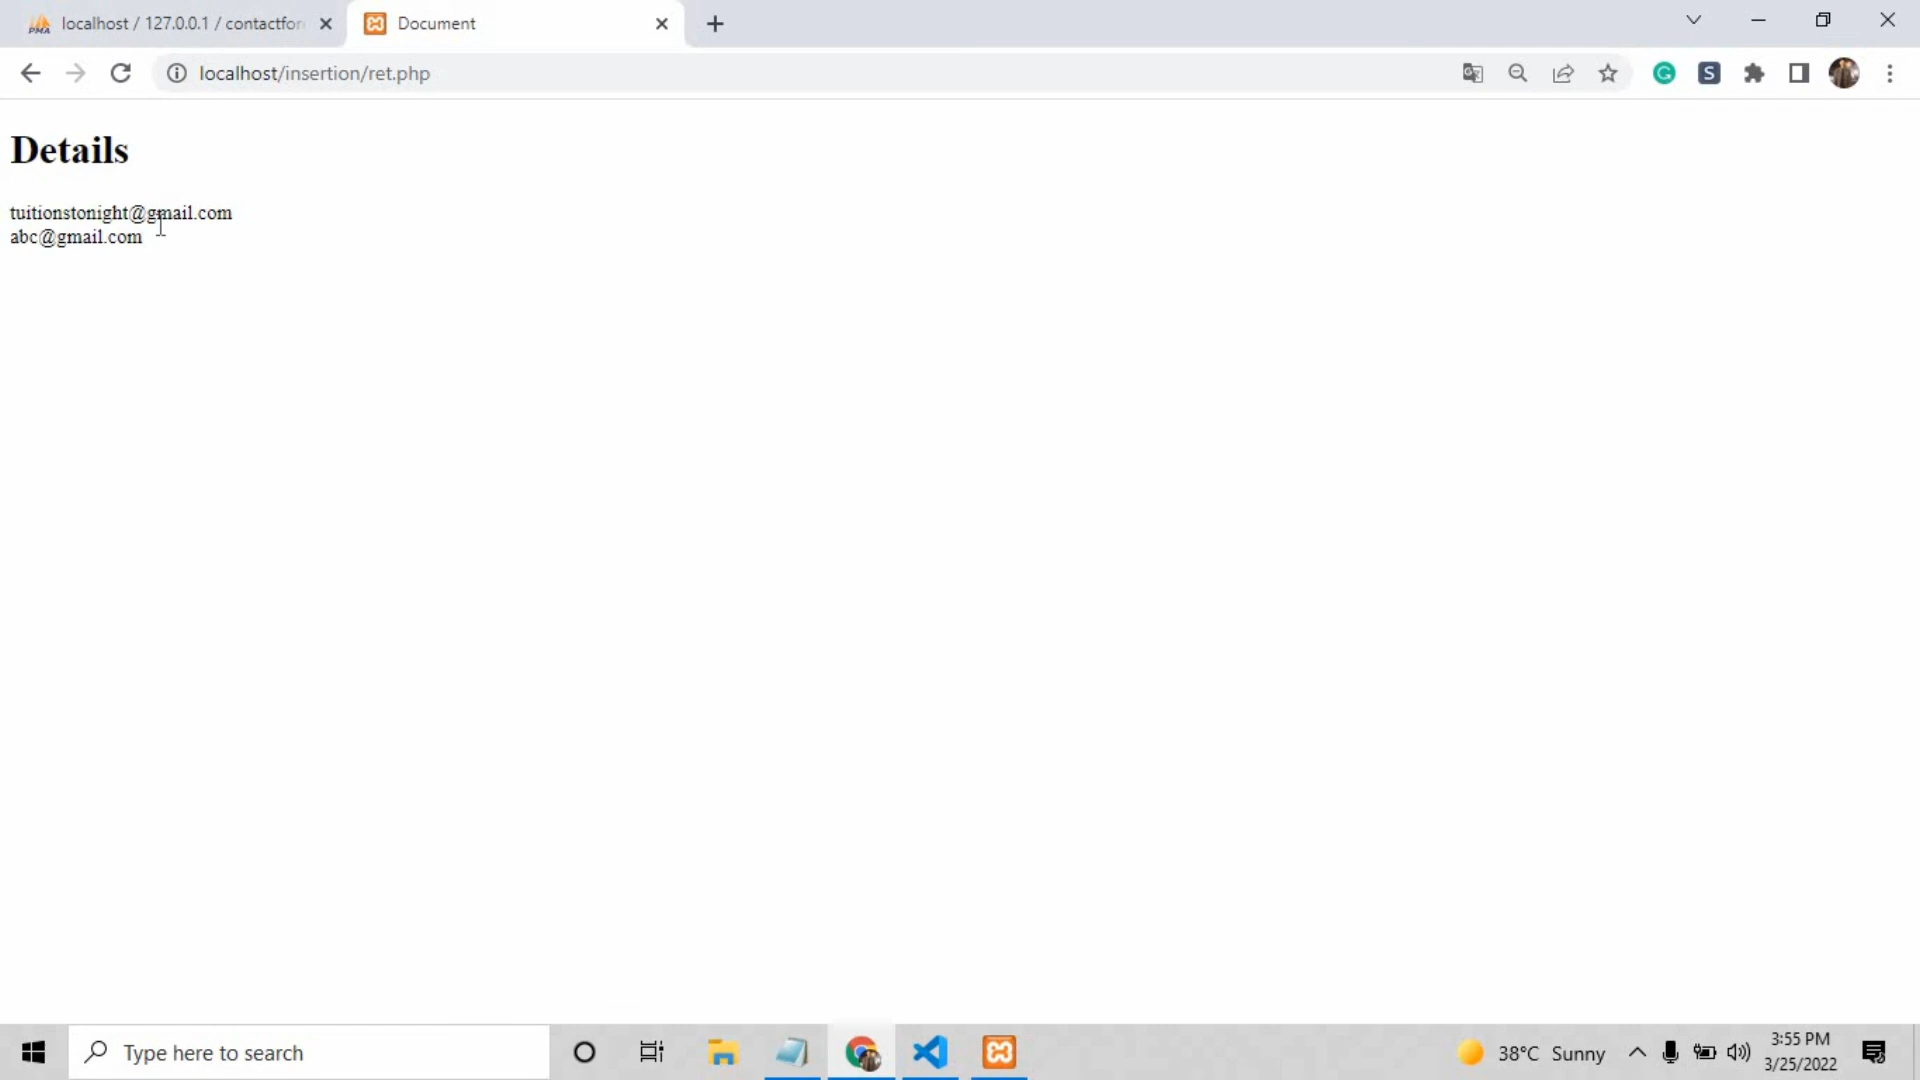 localhost / 127.0.0.1 / contactfor
Document
localhost/insertion/ret.php
Details
tuitionstonight@gmail.com
abc@gmail.com
Type here to search
38°C Sunny
3:55 PM
3/25/2022